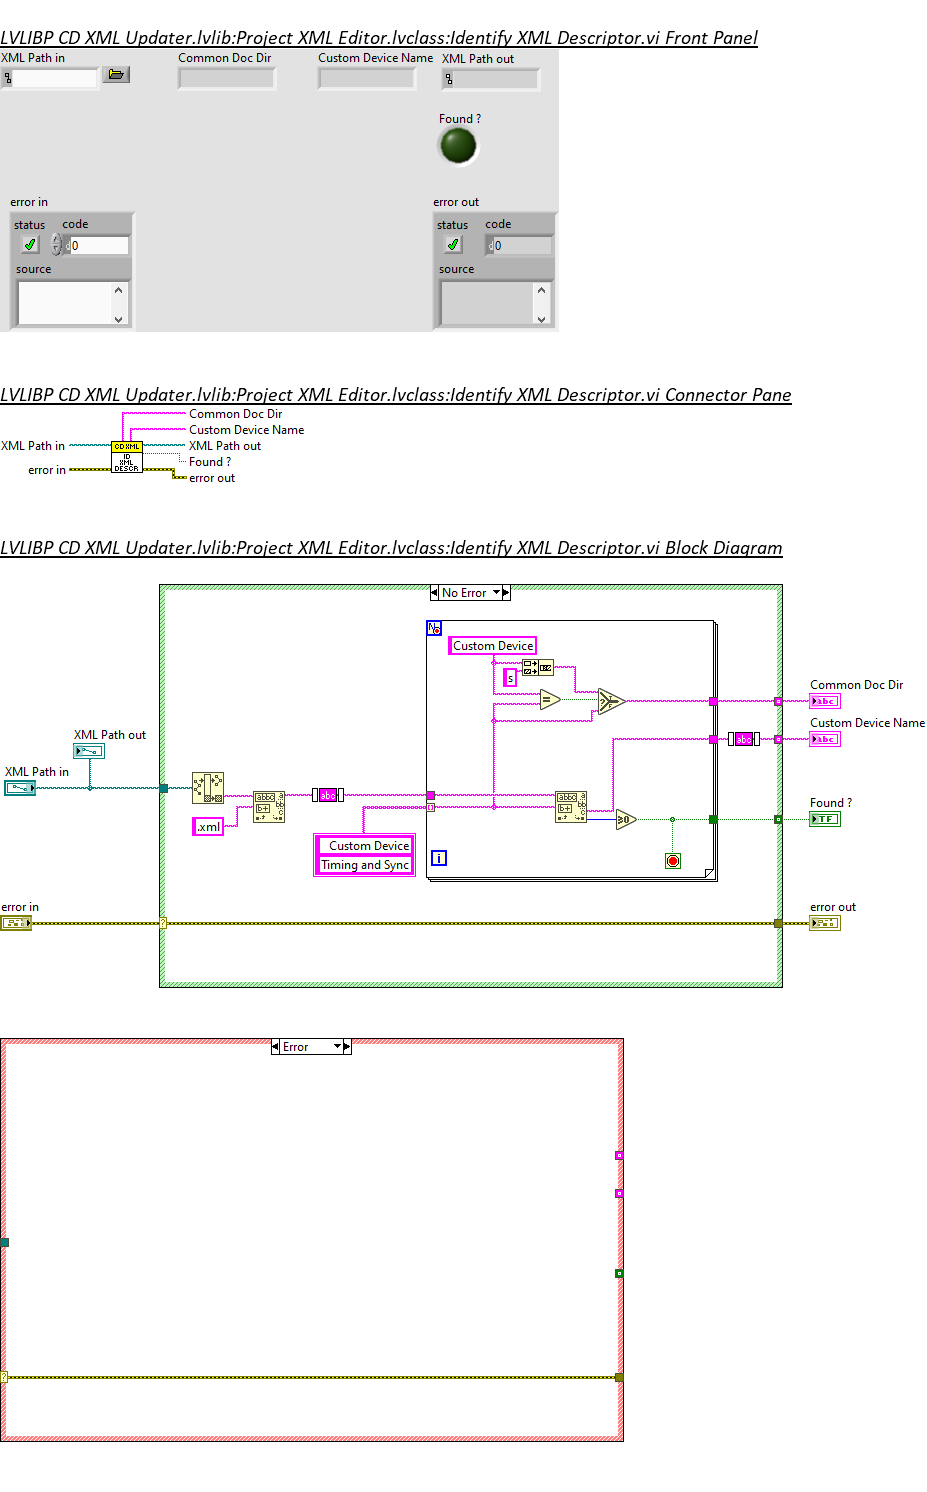 LVLIBP CD XML Updater.lvlib:Project XML Editor.lvclass:Identify XML Descriptor.vi Front Panel
XML Path in
Common Doc Dir
Custom Device Name
XML Path out
Found ?
error in
error out
status code
0
status code
0
source
source
LVLIBP CD XML Updater.lvlib:Project XML Editor.lvclass:Identify XML Descriptor.vi Connector Pane
Common Doc Dir
Custom Device Name
XML Path in
CD XML
XML Path out
ID
XML
DESCR
Found ?
error in
error out
LVLIBP CD XML Updater.lvlib:Project XML Editor.lvclass:Identify XML Descriptor.vi Block Diagram
No Error
N
Custom Device
s
=
Common Doc Dir
abc
Custom Device Name
abc
abc
XML Path out
XML Path in
.xml
abc
Custom Device
Timing and Sync
≥0
i
Found ?
TF
error in
error out
?
Error
?